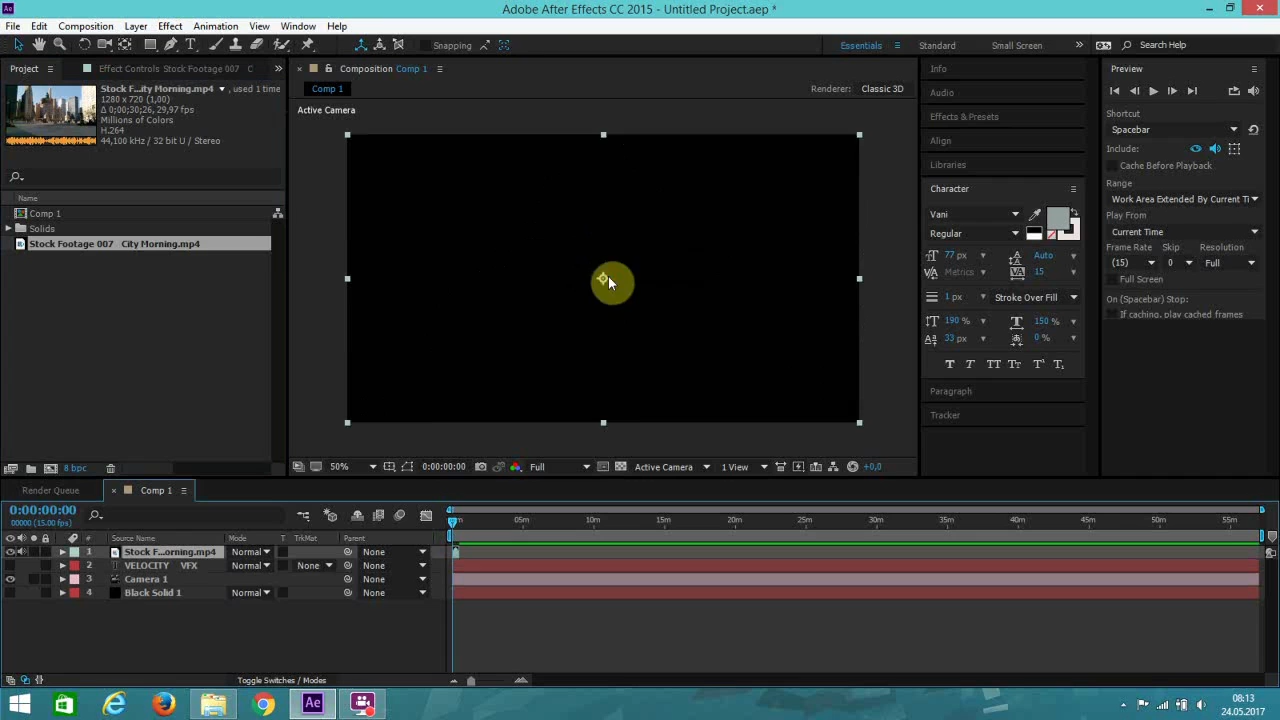 Adobe After Effects CC 2015 - Untitled Project.aep *
File Edit Composition Layer Effect Animation View Window Help
Snapping
Essentials Standard Small Screen Search Help
Project Effect Controls Stock Footage 007 C
Stock F...ity Morning.mp4 , used 1 time
1280 x 720 (1,00)
Δ 0:00:30:26, 29,97 fps
Millions of Colors
H.264
44,100 kHz / 32 bit U / Stereo
Name
Comp 1
Solids
Stock Footage 007 City Morning.mp4
8 bpc
Composition Comp 1
Comp 1
Renderer: Classic 3D
Active Camera
50% 0:00:00:00 Full Active Camera 1 View +0,0
Info
Audio
Effects & Presets
Align
Libraries
Character
Vani
Regular
77 px Auto
Metrics 15
1 px Stroke Over Fill
190 % 150 %
33 px 0 %
T T TT Tт T¹ T₁
Paragraph
Tracker
Preview
Shortcut
Spacebar
Include:
Cache Before Playback
Range
Work Area Extended By Current Ti
Play From
Current Time
Frame Rate Skip Resolution
(15) 0 Full
Full Screen
On (Spacebar) Stop:
If caching, play cached frames
Render Queue Comp 1
0:00:00:00
00000 (15.00 fps)
05m 10m 15m 20m 25m 30m 35m 40m 45m 50m 55m
# Source Name Mode T TrkMat Parent
1 Stock F...orning.mp4 Normal None
2 VELOCITY VFX Normal None None
3 Camera 1 None
4 Black Solid 1 Normal None
Toggle Switches / Modes
08:13
24.05.2017